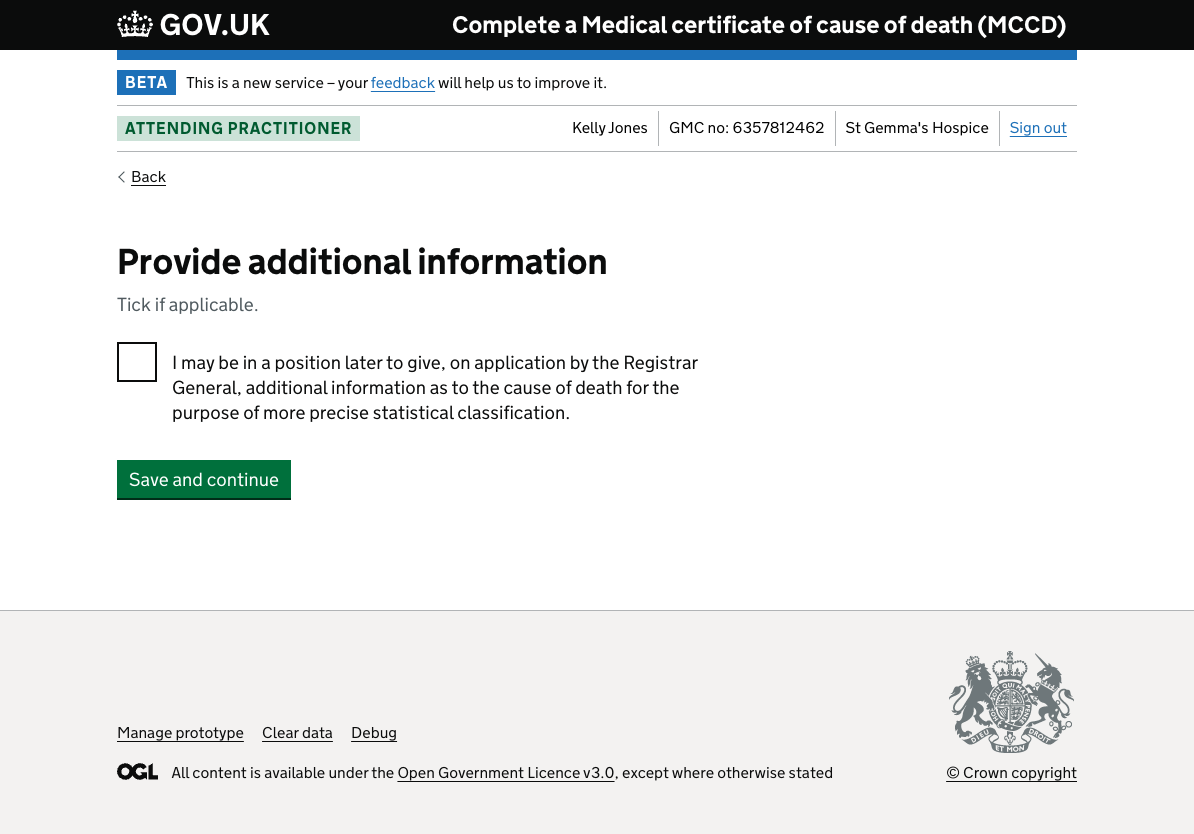 GOV.UK
Complete a Medical certificate of cause of death (MCCD)
BETA This is a new service – your feedback will help us to improve it.
ATTENDING PRACTITIONER
Kelly Jones
GMC no: 6357812462
St Gemma's Hospice
Sign out
Back
Provide additional information
Tick if applicable.
I may be in a position later to give, on application by the Registrar
General, additional information as to the cause of death for the
purpose of more precise statistical classification.
Save and continue
Manage prototype Clear data Debug
OGL All content is available under the Open Government Licence v3.0, except where otherwise stated
DIEU ET MON DROIT
© Crown copyright